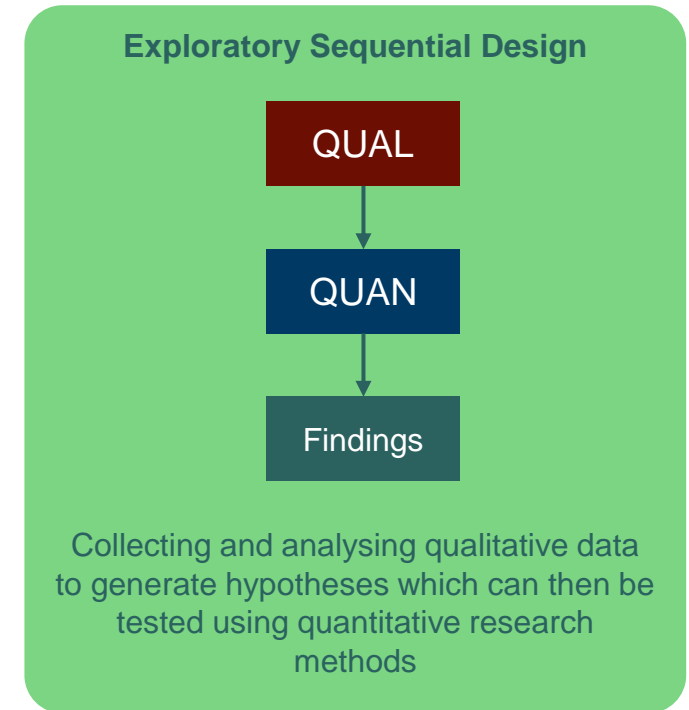 Exploratory Sequential Design
QUAL
QUAN
Findings
Collecting and analysing qualitative data
to generate hypotheses which can then be
tested using quantitative research
methods